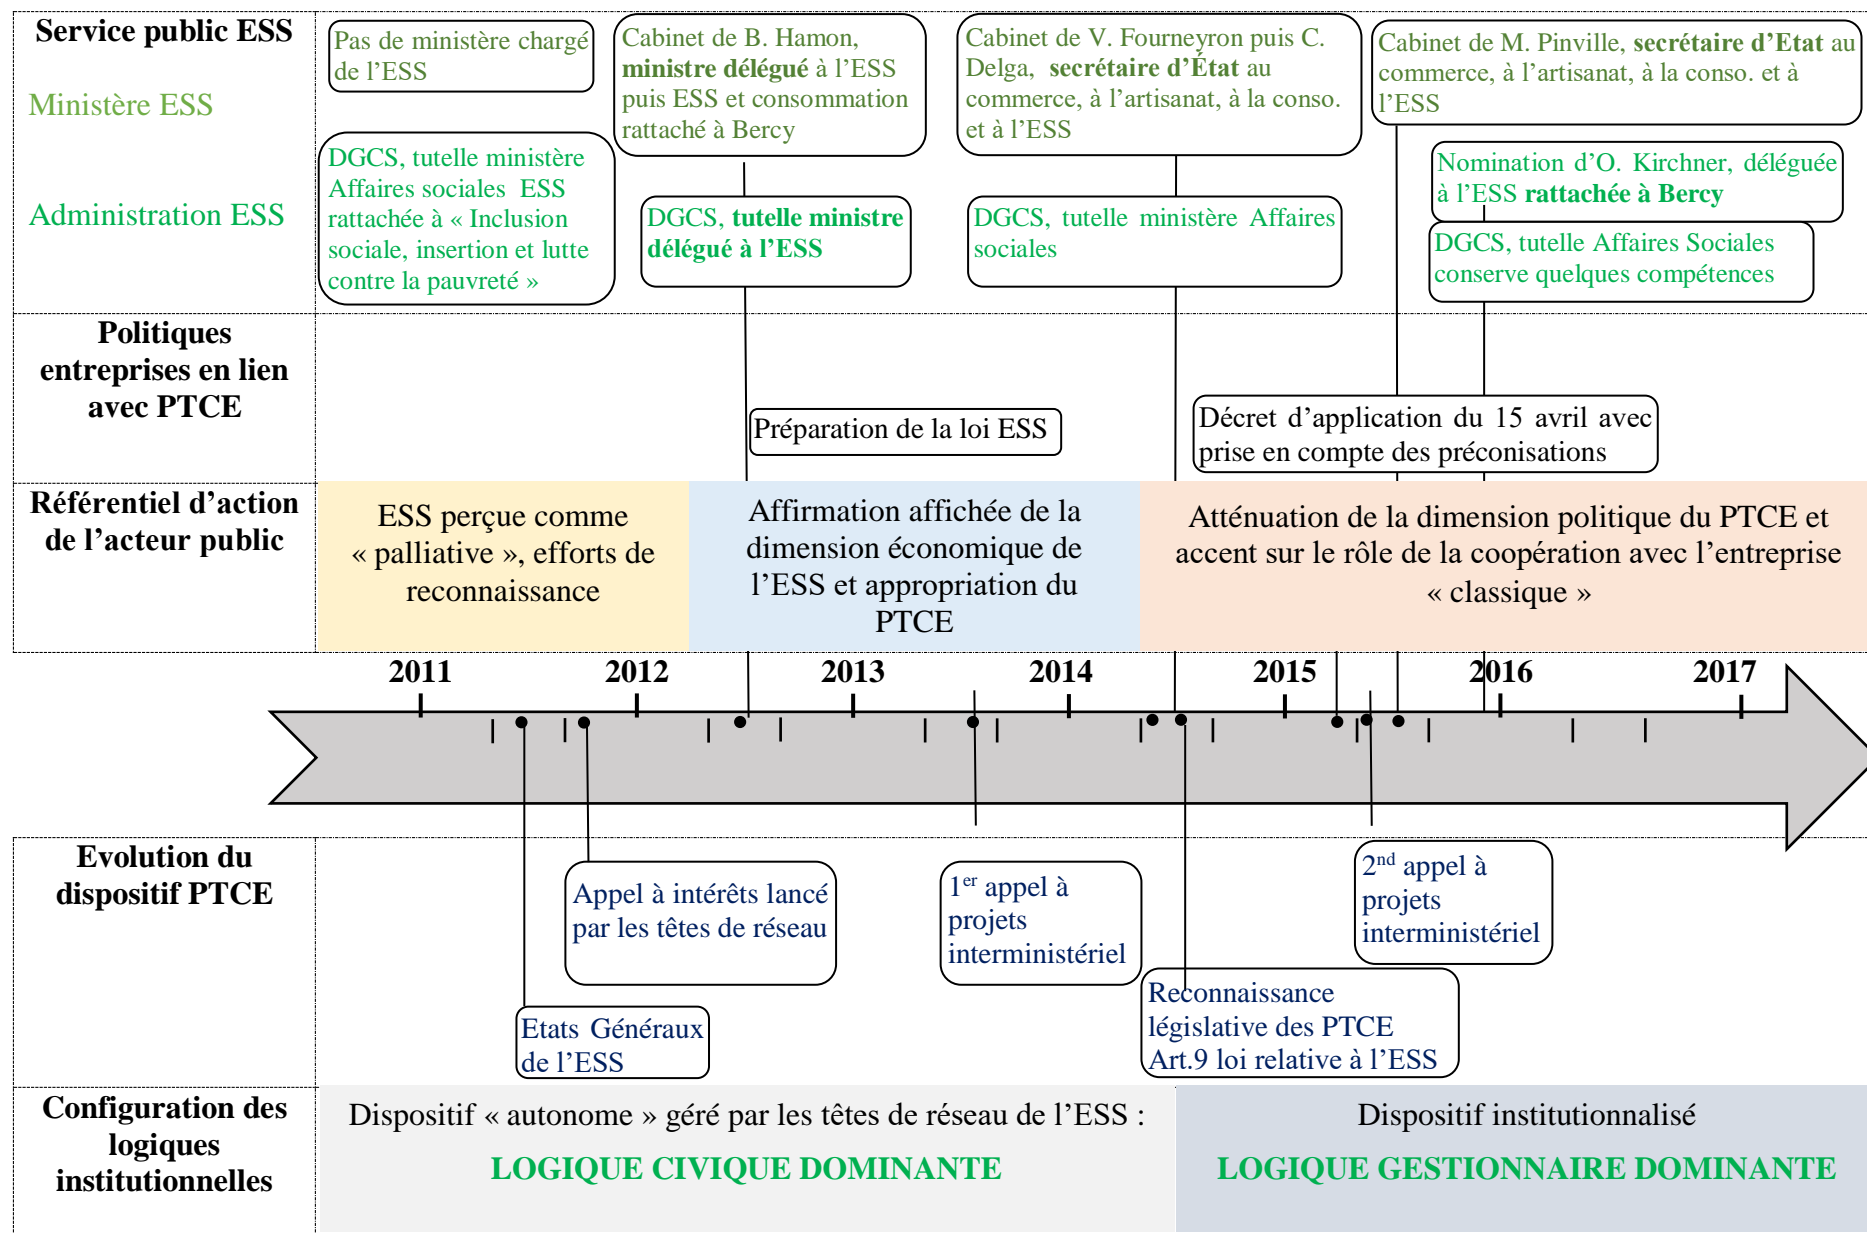 Service public ESS
Ministère ESS
Administration ESS
Pas de ministère chargé
de l’ESS
Cabinet de B. Hamon,
ministre délégué à l’ESS
puis ESS et consommation
rattaché à Bercy
Cabinet de V. Fourneyron puis C.
Delga, secrétaire d’État au
commerce, à l’artisanat, à la conso.
et à l’ESS
Cabinet de M. Pinville, secrétaire d’Etat au
commerce, à l’artisanat, à la conso. et à
l’ESS
DGCS, tutelle ministère
Affaires sociales ESS
rattachée à « Inclusion
sociale, insertion et lutte
contre la pauvreté »
DGCS, tutelle ministre
délégué à l’ESS
DGCS, tutelle ministère Affaires
sociales
Nomination d’O. Kirchner, déléguée
à l’ESS rattachée à Bercy
DGCS, tutelle Affaires Sociales
conserve quelques compétences
Politiques
entreprises en lien
avec PTCE
Préparation de la loi ESS
Décret d’application du 15 avril avec
prise en compte des préconisations
Référentiel d’action
de l’acteur public
ESS perçue comme
« palliative », efforts de
reconnaissance
Affirmation affichée de la
dimension économique de
l’ESS et appropriation du
PTCE
Atténuation de la dimension politique du PTCE et
accent sur le rôle de la coopération avec l’entreprise
« classique »
2011 2012 2013 2014 2015 2016 2017
Evolution du
dispositif PTCE
Appel à intérêts lancé
par les têtes de réseau
1er appel à
projets
interministériel
2nd appel à
projets
interministériel
Etats Généraux
de l’ESS
Reconnaissance
législative des PTCE
Art.9 loi relative à l’ESS
Configuration des
logiques
institutionnelles
Dispositif « autonome » géré par les têtes de réseau de l’ESS :
LOGIQUE CIVIQUE DOMINANTE
Dispositif institutionnalisé
LOGIQUE GESTIONNAIRE DOMINANTE